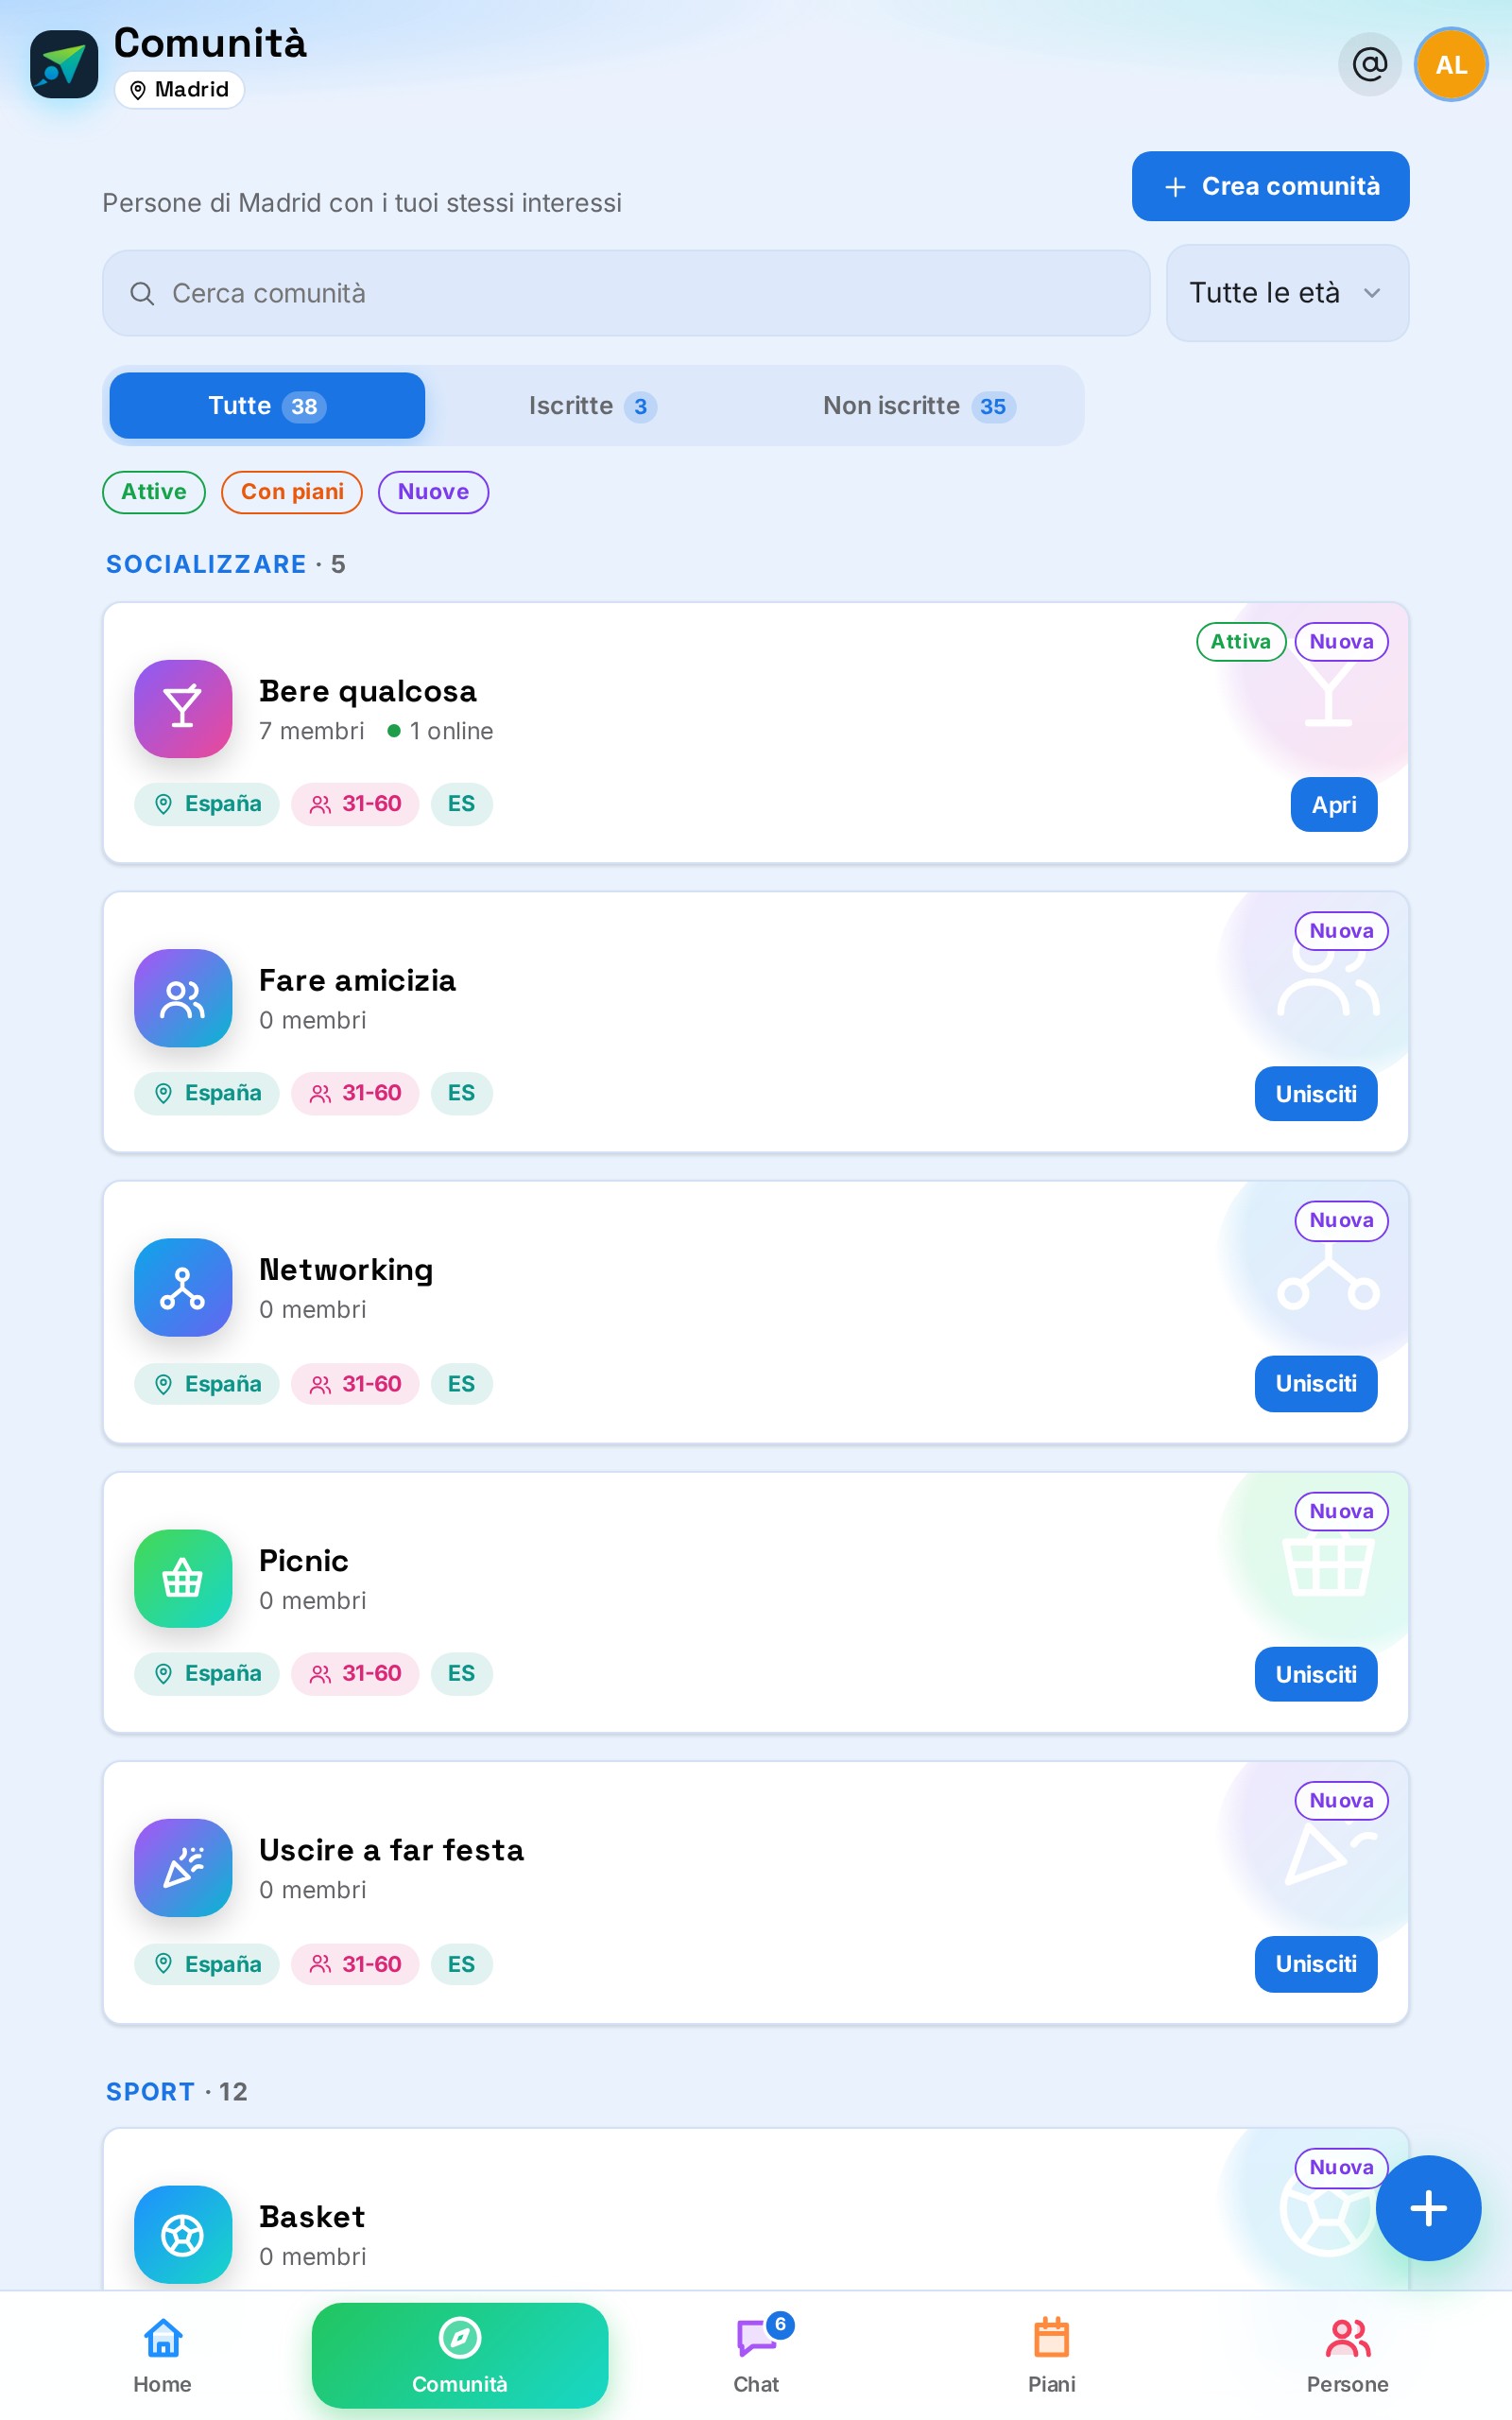 Comunità
Madrid
@
AL
Persone di Madrid con i tuoi stessi interessi
+ Crea comunità
Cerca comunità
Tutte le età
Tutte 38
Iscritte 3
Non iscritte 35
Attive
Con piani
Nuove
SOCIALIZZARE · 5
Attiva
Nuova
Bere qualcosa
7 membri
1 online
España
31-60
ES
Apri
Nuova
Fare amicizia
0 membri
España
31-60
ES
Unisciti
Nuova
Networking
0 membri
España
31-60
ES
Unisciti
Nuova
Picnic
0 membri
España
31-60
ES
Unisciti
Nuova
Uscire a far festa
0 membri
España
31-60
ES
Unisciti
SPORT · 12
Nuova
Basket
0 membri
Home
Comunità
6
Chat
Piani
Persone